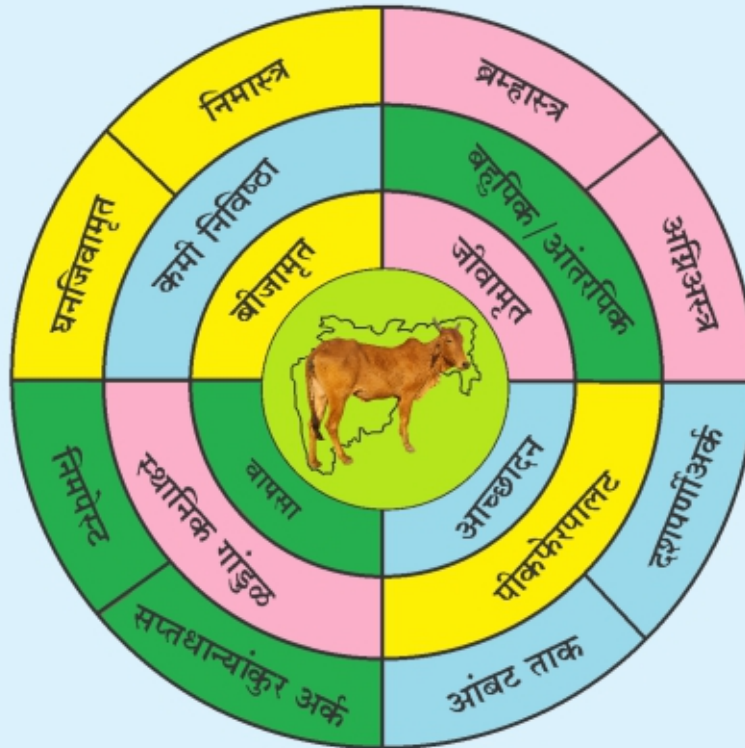 निमास्त्र
ब्रम्हास्त्र
घनजिवामृत
कमी निविष्ठा
बहुपिक/आंतरपिक
अग्निअस्त्र
बीजामृत
जीवामृत
निमपेस्ट
स्थानिक गांडुळ
वापसा
आच्छादन
पीकफेरपालट
दशपर्णीअर्क
सप्तधान्यांकुर अर्क
आंबट ताक